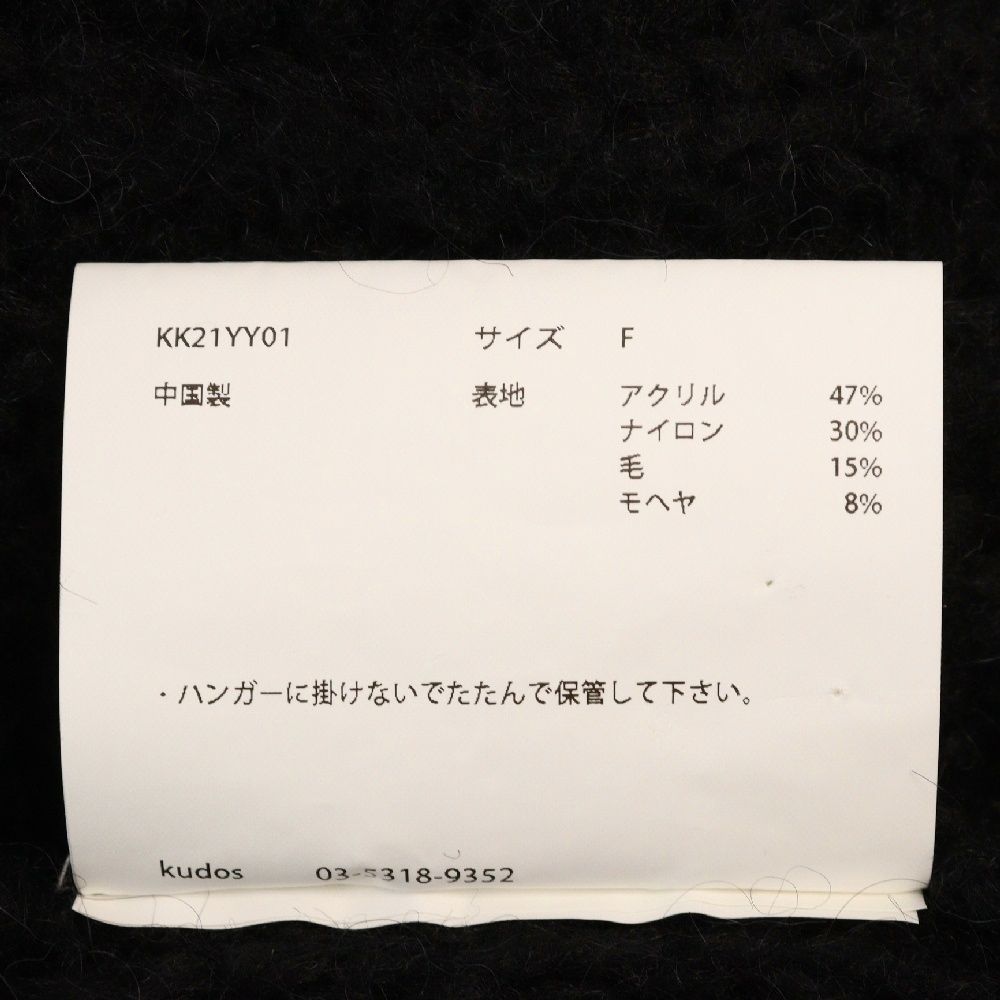 KK21YY01 サイズ F
中国製 表地 アクリル 47%
ナイロン 30%
毛 15%
モヘヤ 8%
・ハンガーに掛けないでたたんで保管して下さい。
kudos 03-5318-9352